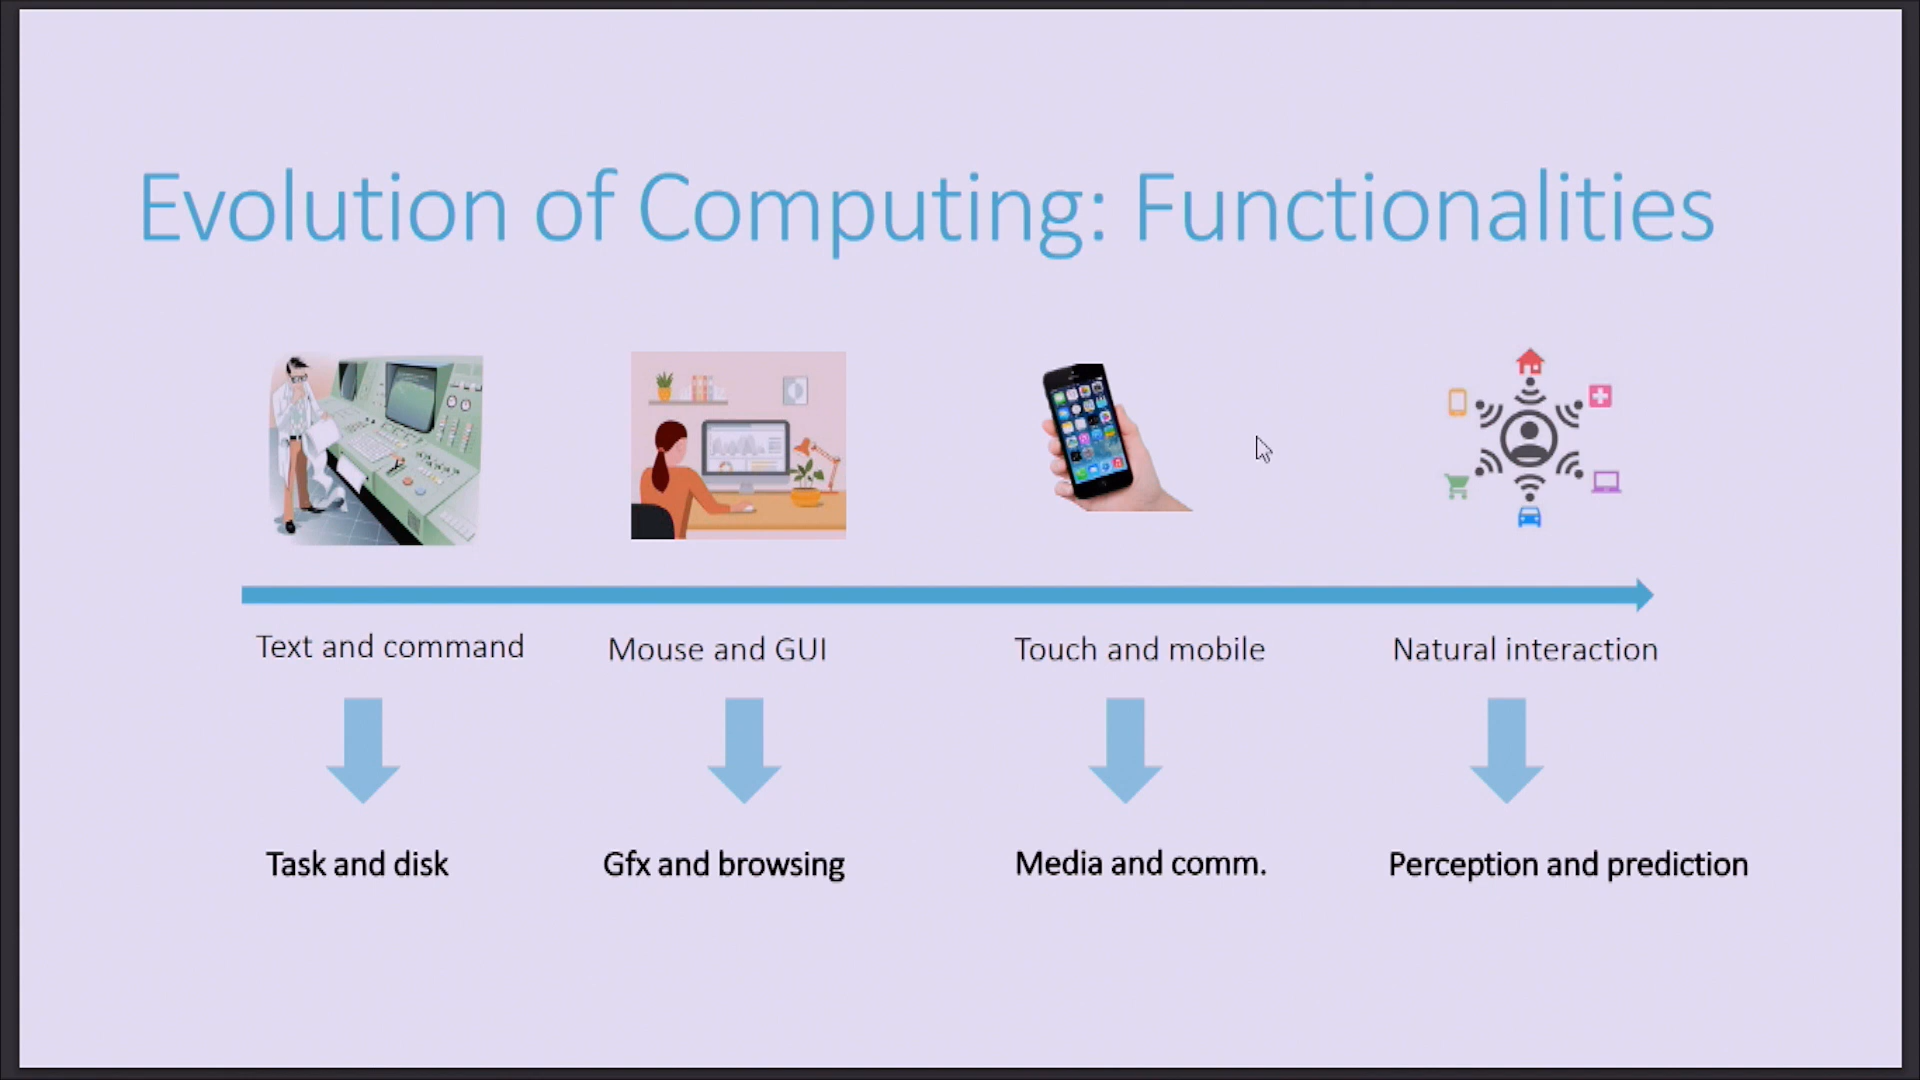 Evolution of Computing: Functionalities
Text and command
Mouse and GUI
Touch and mobile
Natural interaction
Task and disk
Gfx and browsing
Media and comm.
Perception and prediction